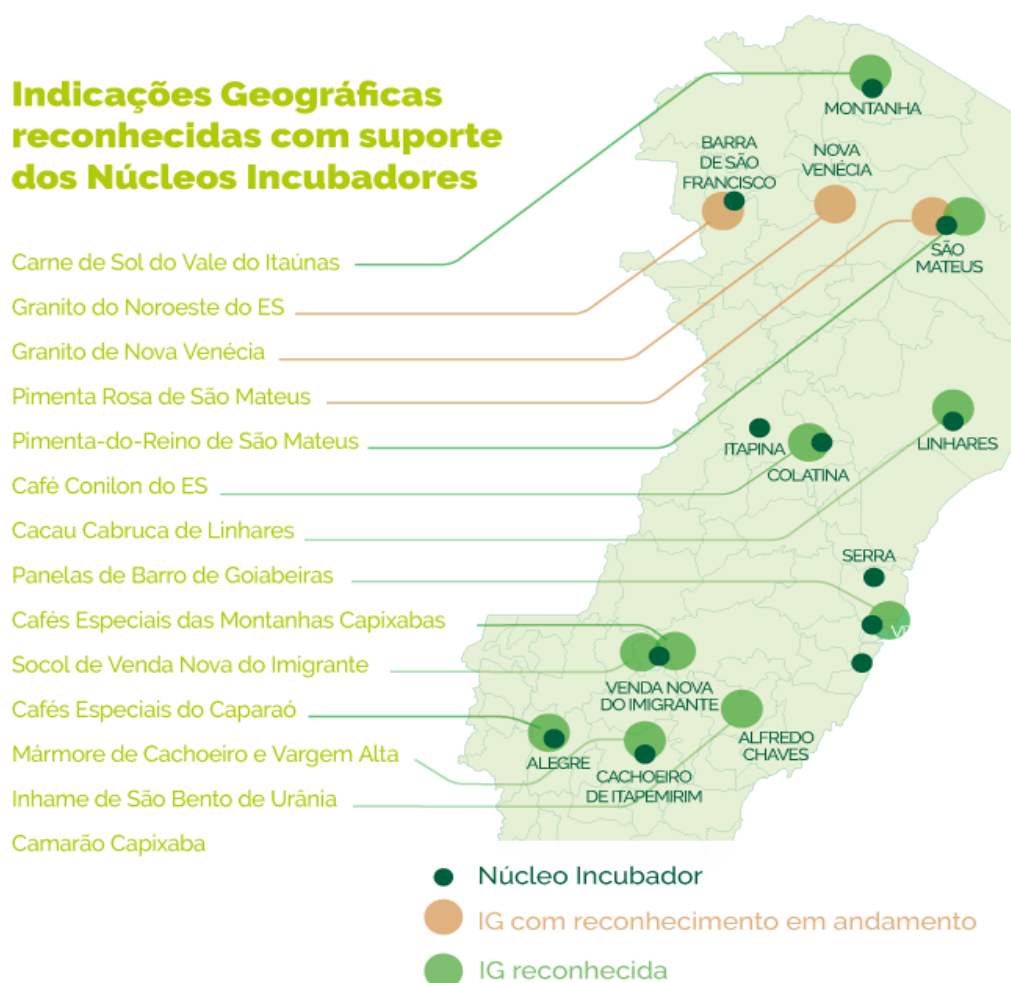 Indicações Geográficas
reconhecidas com suporte
dos Núcleos Incubadores
Carne de Sol do Vale do Itaúnas
Granito do Noroeste do ES
Granito de Nova Venécia
Pimenta Rosa de São Mateus
Pimenta-do-Reino de São Mateus
Café Conilon do ES
Cacau Cabruca de Linhares
Panelas de Barro de Goiabeiras
Cafés Especiais das Montanhas Capixabas
Socol de Venda Nova do Imigrante
Cafés Especiais do Caparaó
Mármore de Cachoeiro e Vargem Alta
Inhame de São Bento de Urânia
Camarão Capixaba
MONTANHA
BARRA
DE SÃO
FRANCISCO
NOVA
VENÉCIA
SÃO
MATEUS
ITAPINA
COLATINA
LINHARES
SERRA
VENDA NOVA
DO IMIGRANTE
ALFREDO
CHAVES
ALEGRE
CACHOEIRO
DE ITAPEMIRIM
Núcleo Incubador
IG com reconhecimento em andamento
IG reconhecida